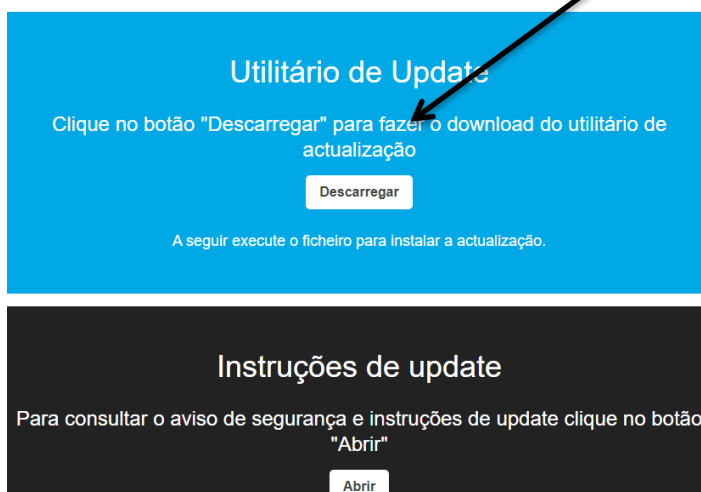 Utilitário de Update
Clique no botão "Descarregar" para fazer o download do utilitário de
actualização
Descarregar
A seguir execute o ficheiro para instalar a actualização.
Instruções de update
Para consultar o aviso de segurança e instruções de update clique no botão
"Abrir"
Abrir